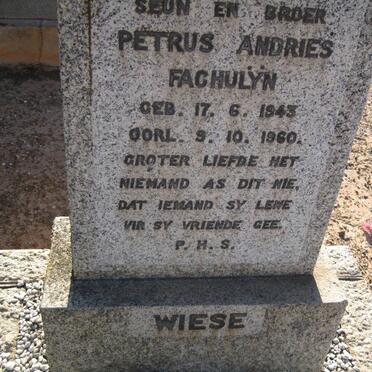 SEUN EN BROER
PETRUS ANDRIES
FACHULYN
GEB. 17. 6. 1943
OORL. 9. 10. 1960.
GROTER LIEFDE HET
NIEMAND AS DIT NIE,
DAT IEMAND SY LEWE
VIR SY VRIENDE GEE.
P. H. S.
WIESE